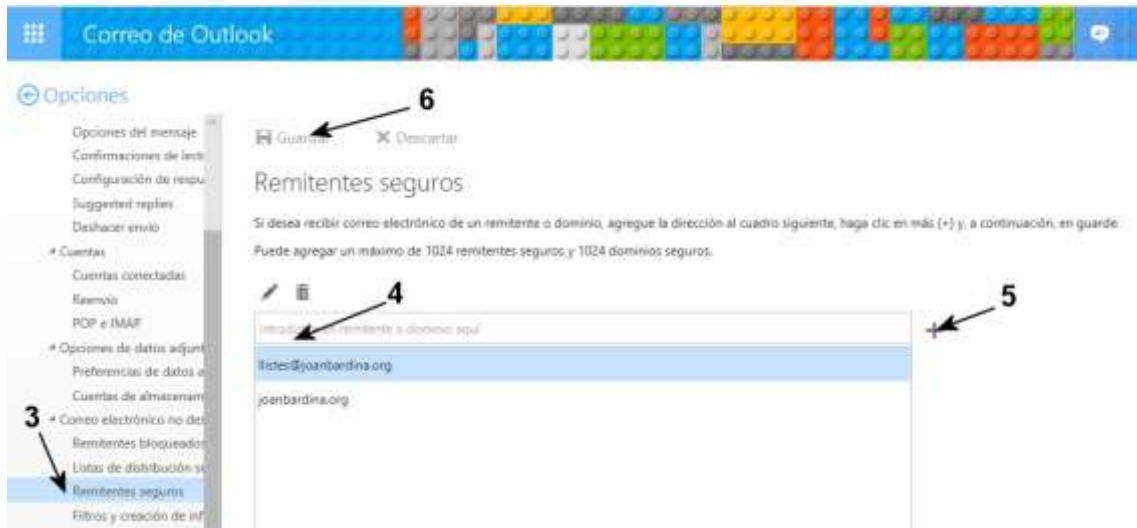 Correo de Outlook
Opciones
6
Opciones del mensaje
Confirmaciones de lect
Configuración de respu
Suggested replies
Deshacer envío
Cuentas
Cuentas conectadas
Reenvío
POP e IMAP
Opciones de datos adjunt
Preferencias de datos a
Cuentas de almacenam
3
Correo electrónico no des
Remitentes bloqueados
Listas de distribución se
Remitentes seguros
Filtros y creación de inf
Guardar
Descartar
Remitentes seguros
Si desea recibir correo electrónico de un remitente o dominio, agregue la dirección al cuadro siguiente, haga clic en más (+) y, a continuación, en guarde.
Puede agregar un máximo de 1024 remitentes seguros y 1024 dominios seguros.
4
5
remitente o dominio aquí
llistes@joanbardina.org
joanbardina.org